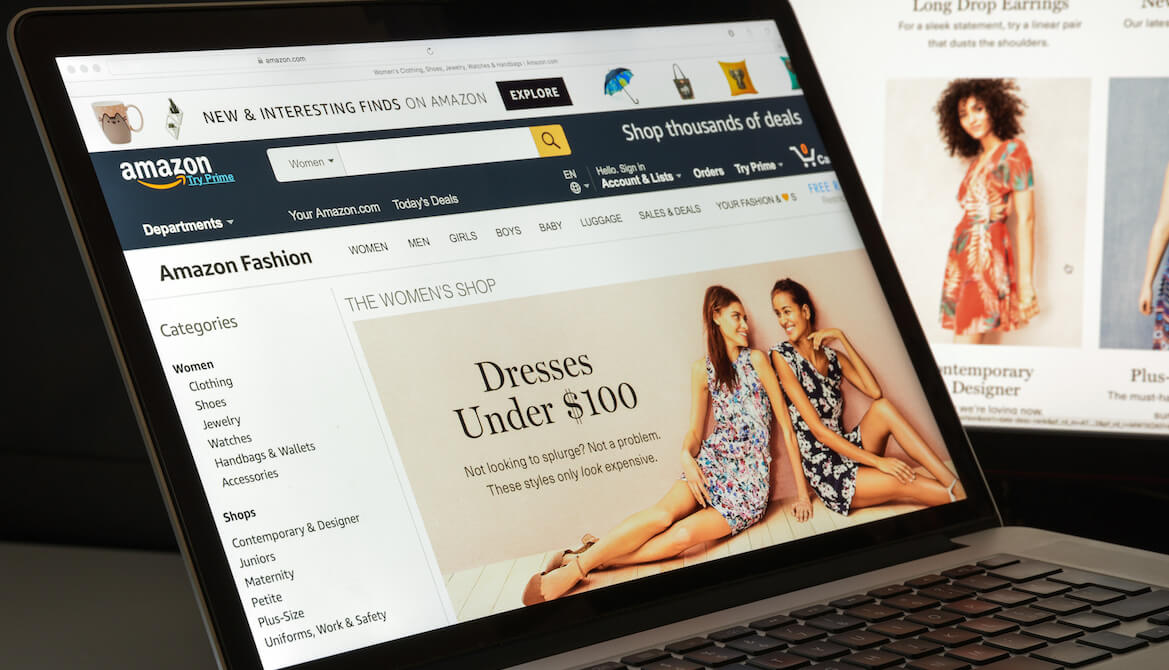 amazon.com
Women's Clothing, Shoes, Jewelry, Watches & Handbags | Amazon.com
NEW & INTERESTING FINDS ON AMAZON EXPLORE
amazon
Try Prime
Women
Shop thousands of deals
Departments
Your Amazon.com Today's Deals
EN
Hello. Sign in
Account & Lists Orders Try Prime
0
Amazon Fashion
WOMEN MEN GIRLS BOYS BABY LUGGAGE SALES & DEALS YOUR FASHION & S
FREE
Categories
Women
Clothing
Shoes
Jewelry
Watches
Handbags & Wallets
Accessories
Shops
Contemporary & Designer
Juniors
Maternity
Petite
Plus-Size
Uniforms, Work & Safety
THE WOMEN'S SHOP
Dresses
Under $100
Not looking to splurge? Not a problem.
These styles only look expensive.
Long Drop Earrings
For a sleek statement, try a linear pair
that dusts the shoulders.
Our
ontemporary
Designer
we're loving now.
Plus-
The must-ha